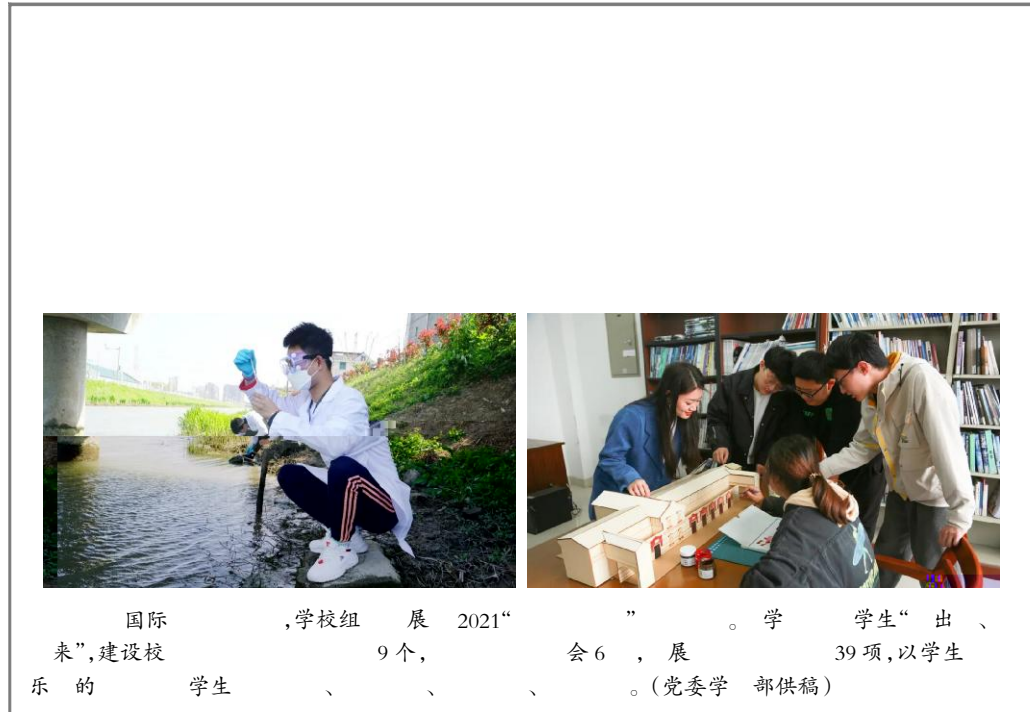 国际 ,学校组 展 2021“ ” 。 学 学生“ 出 、
来”,建设校 9个, 会6 , 展 39项,以学生
乐 的 学生 、 、 、 。(党委学 部供稿)